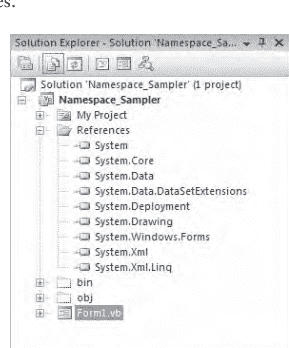 es.
Solution Explorer - Solution 'Namespace_Sa...
Solution 'Namespace_Sampler' (1 project)
Namespace_Sampler
My Project
References
System
System.Core
System.Data
System.Data.DataSetExtensions
System.Deployment
System.Drawing
System.Windows.Forms
System.Xml
System.Xml.Linq
bin
obj
Form1.vb